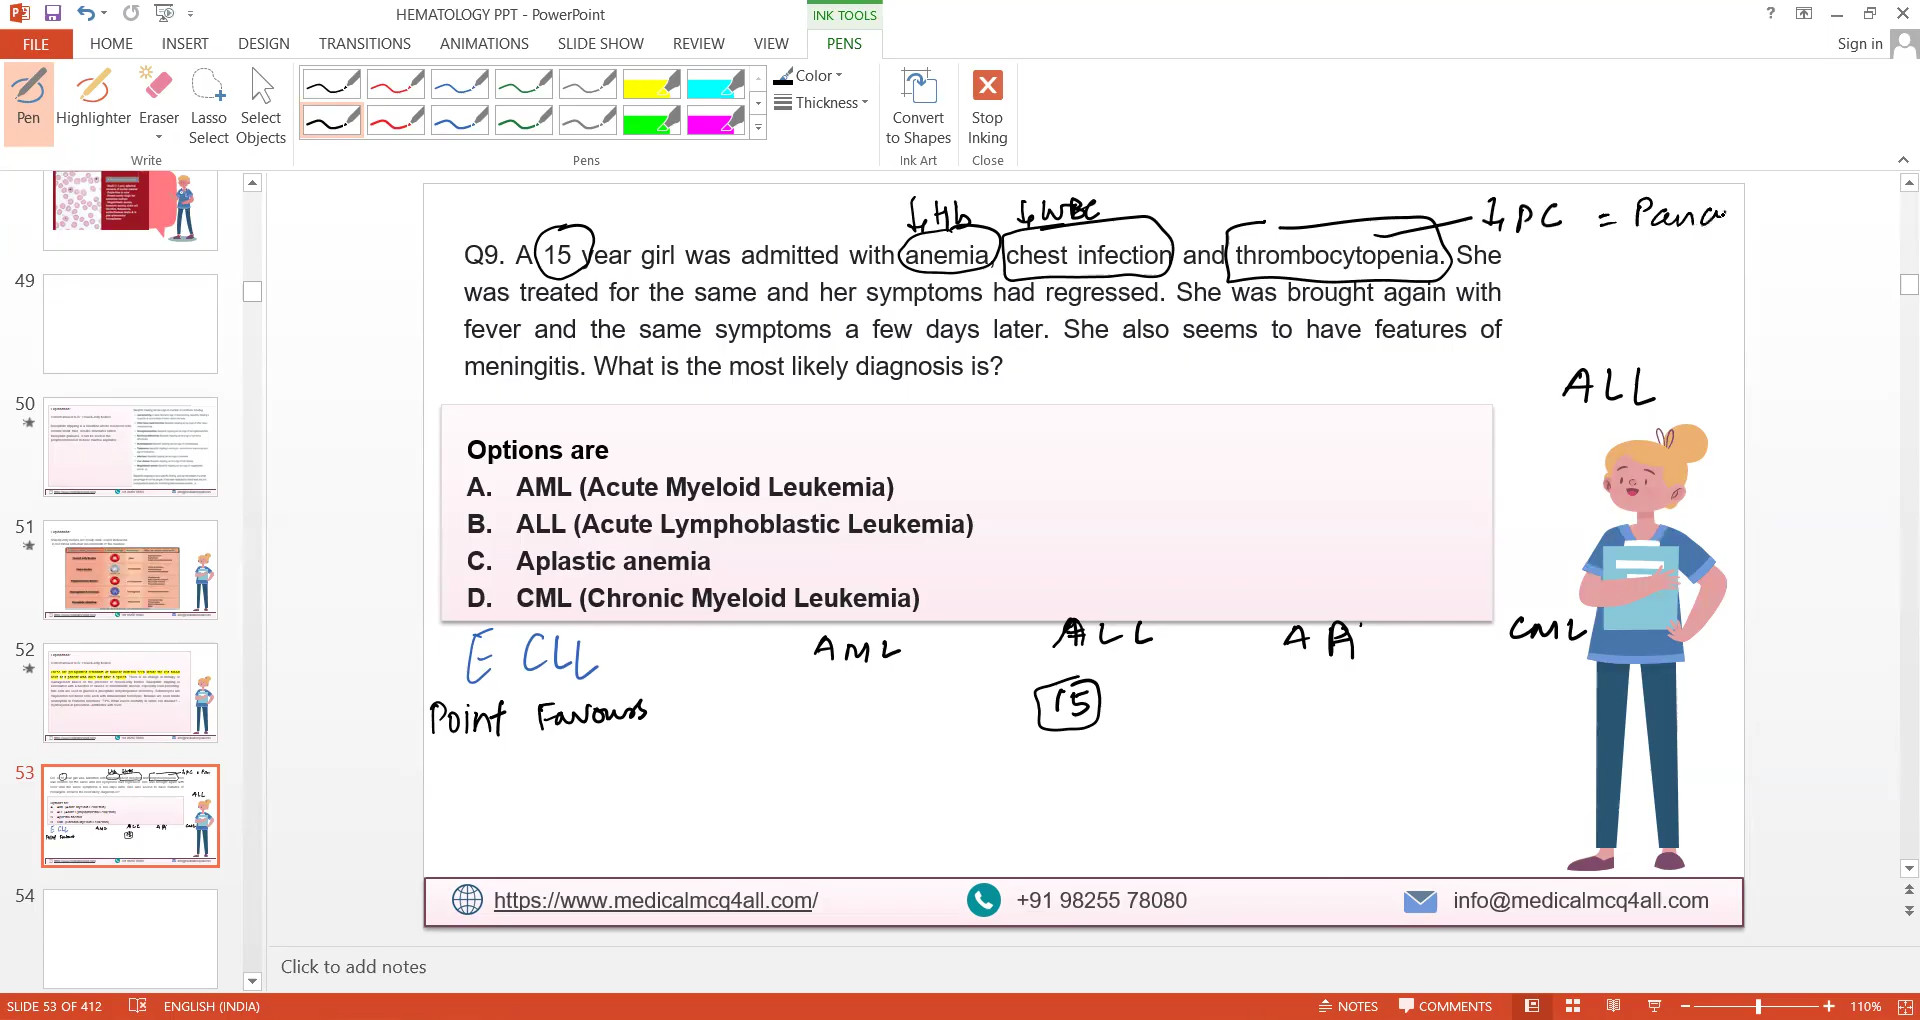 HEMATOLOGY PPT - PowerPoint
INK TOOLS
?
FILE HOME INSERT DESIGN TRANSITIONS ANIMATIONS SLIDE SHOW REVIEW VIEW PENS
Sign in
Pen Highlighter Eraser Lasso Select Select Objects
Color
Thickness
Convert to Shapes
Stop Inking
Write Pens Ink Art Close
49
50
51
52
53
54
↓Hb ↓WBC ↓PC = Panc
Q9. A 15 year girl was admitted with anemia, chest infection and thrombocytopenia. She
was treated for the same and her symptoms had regressed. She was brought again with
fever and the same symptoms a few days later. She also seems to have features of
meningitis. What is the most likely diagnosis is?
ALL
Options are
A. AML (Acute Myeloid Leukemia)
B. ALL (Acute Lymphoblastic Leukemia)
C. Aplastic anemia
D. CML (Chronic Myeloid Leukemia)
E CLL AML ALL AA CML
Point Favours 15
https://www.medicalmcq4all.com/ +91 98255 78080 info@medicalmcq4all.com
Click to add notes
SLIDE 53 OF 412 ENGLISH (INDIA) NOTES COMMENTS 110%